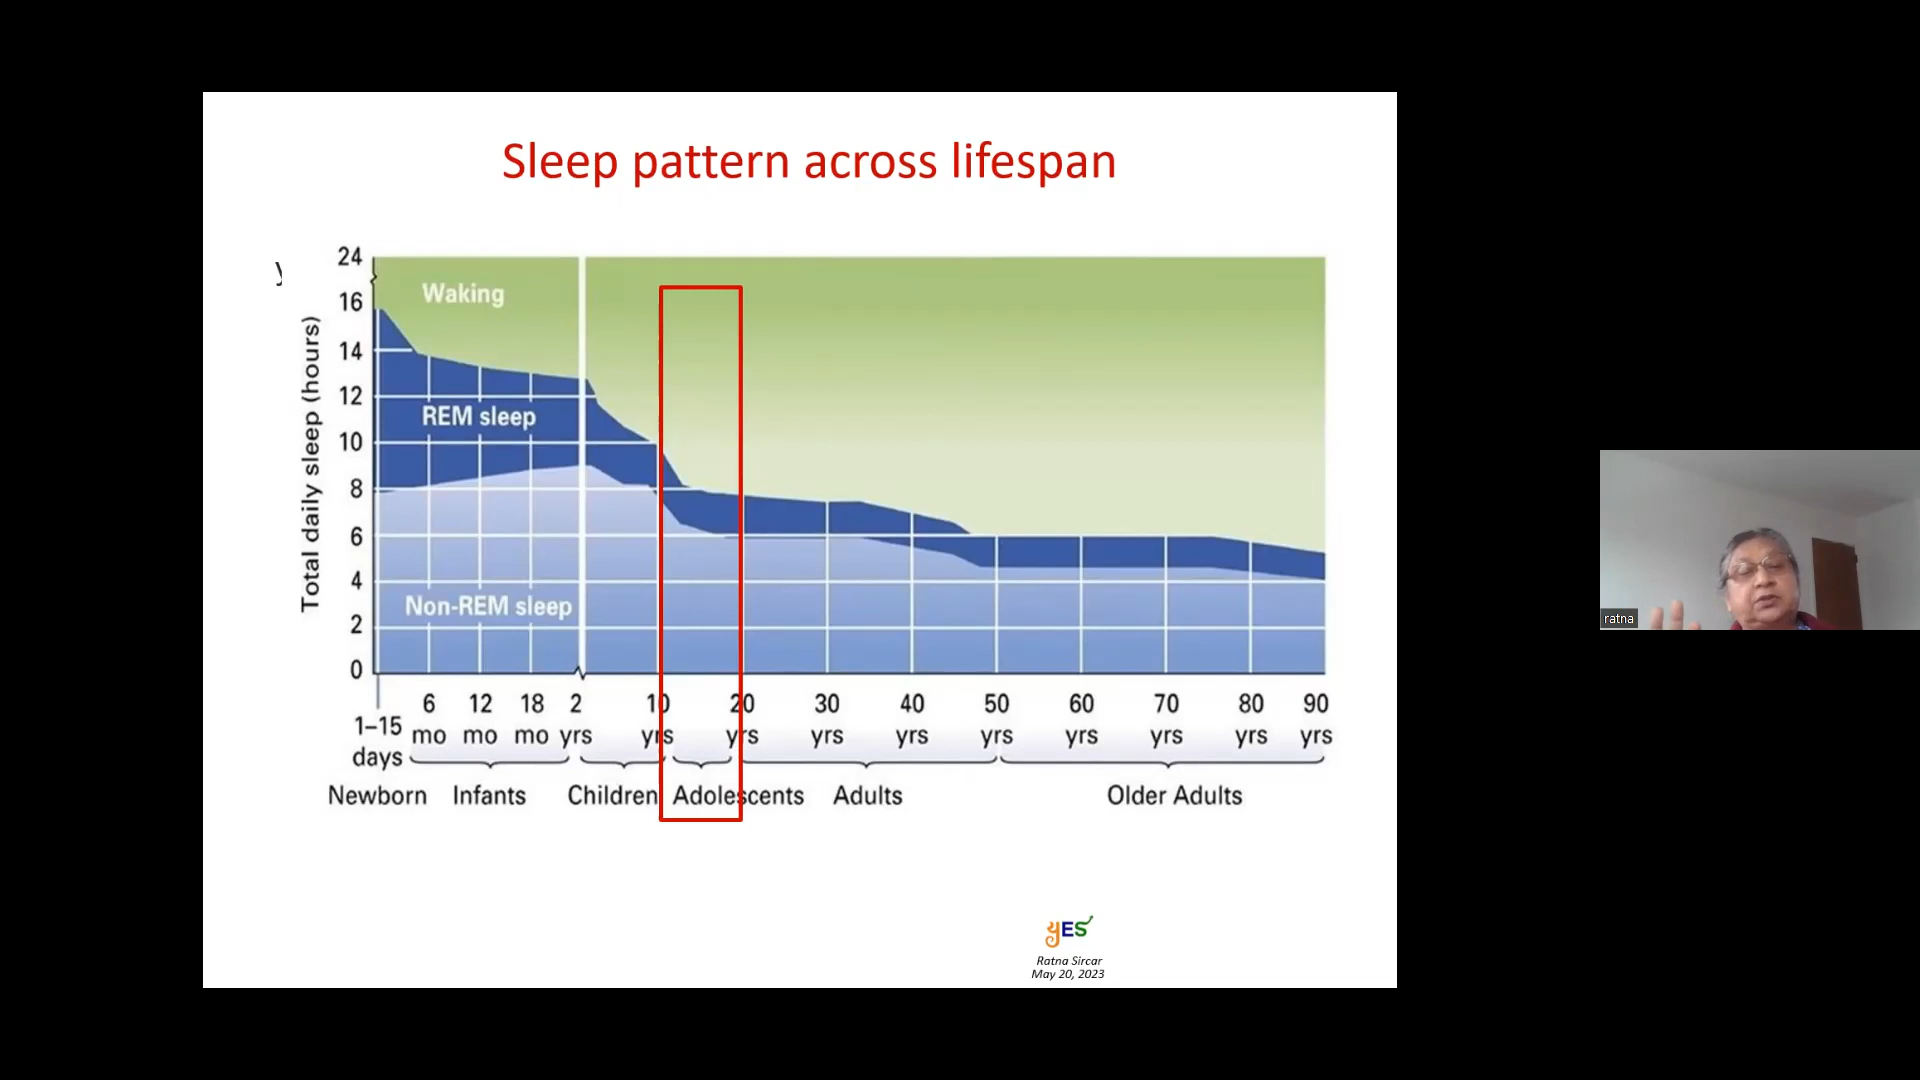 Sleep pattern across lifespan
y
Total daily sleep (hours)
24
16
14
12
10
8
6
4
2
0
Waking
REM sleep
Non-REM sleep
1–15 days
6 mo
12 mo
18 mo
2 yrs
10 yrs
20 yrs
30 yrs
40 yrs
50 yrs
60 yrs
70 yrs
80 yrs
90 yrs
Newborn Infants Children Adolescents Adults Older Adults
yES
Ratna Sircar
May 20, 2023
ratna